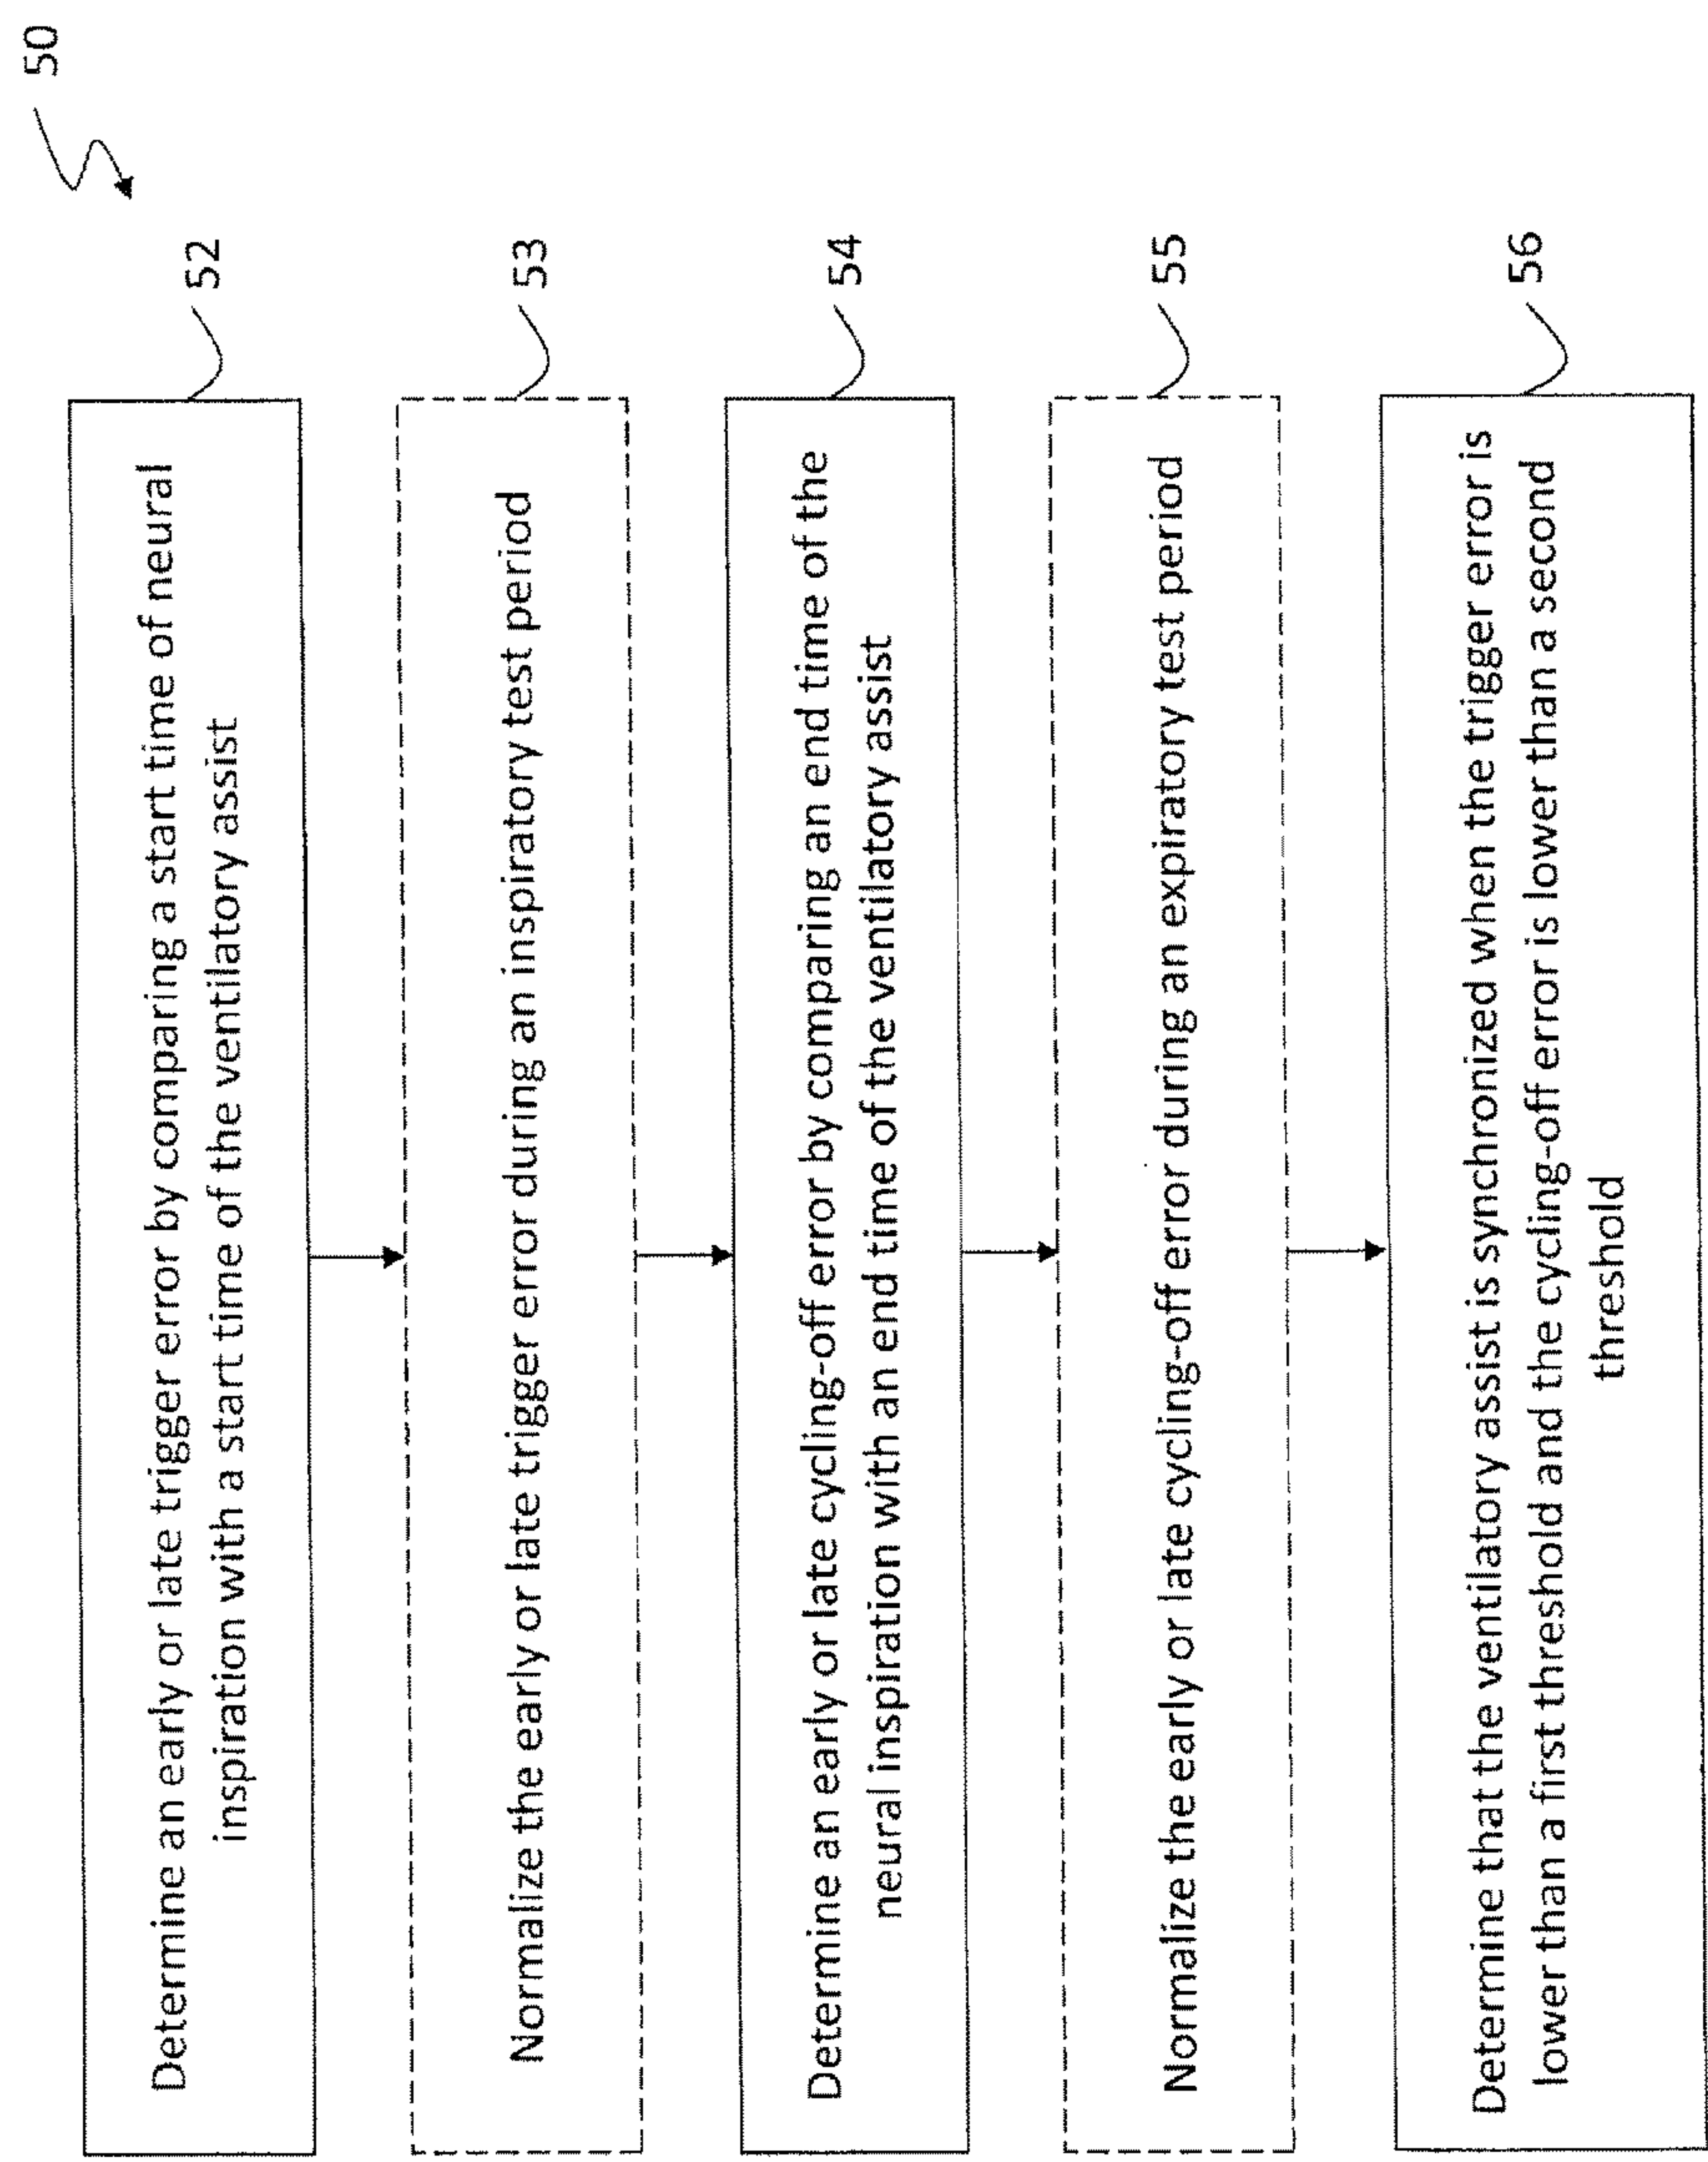 50
52
Determine an early or late trigger error by comparing a start time of neural
inspiration with a start time of the ventilatory assist
53
Normalize the early or late trigger error during an inspiratory test period
54
Determine an early or late cycling-off error by comparing an end time of the
neural inspiration with an end time of the ventilatory assist
55
Normalize the early or late cycling-off error during an expiratory test period
56
Determine that the ventilatory assist is synchronized when the trigger error is
lower than a first threshold and the cycling-off error is lower than a second
threshold